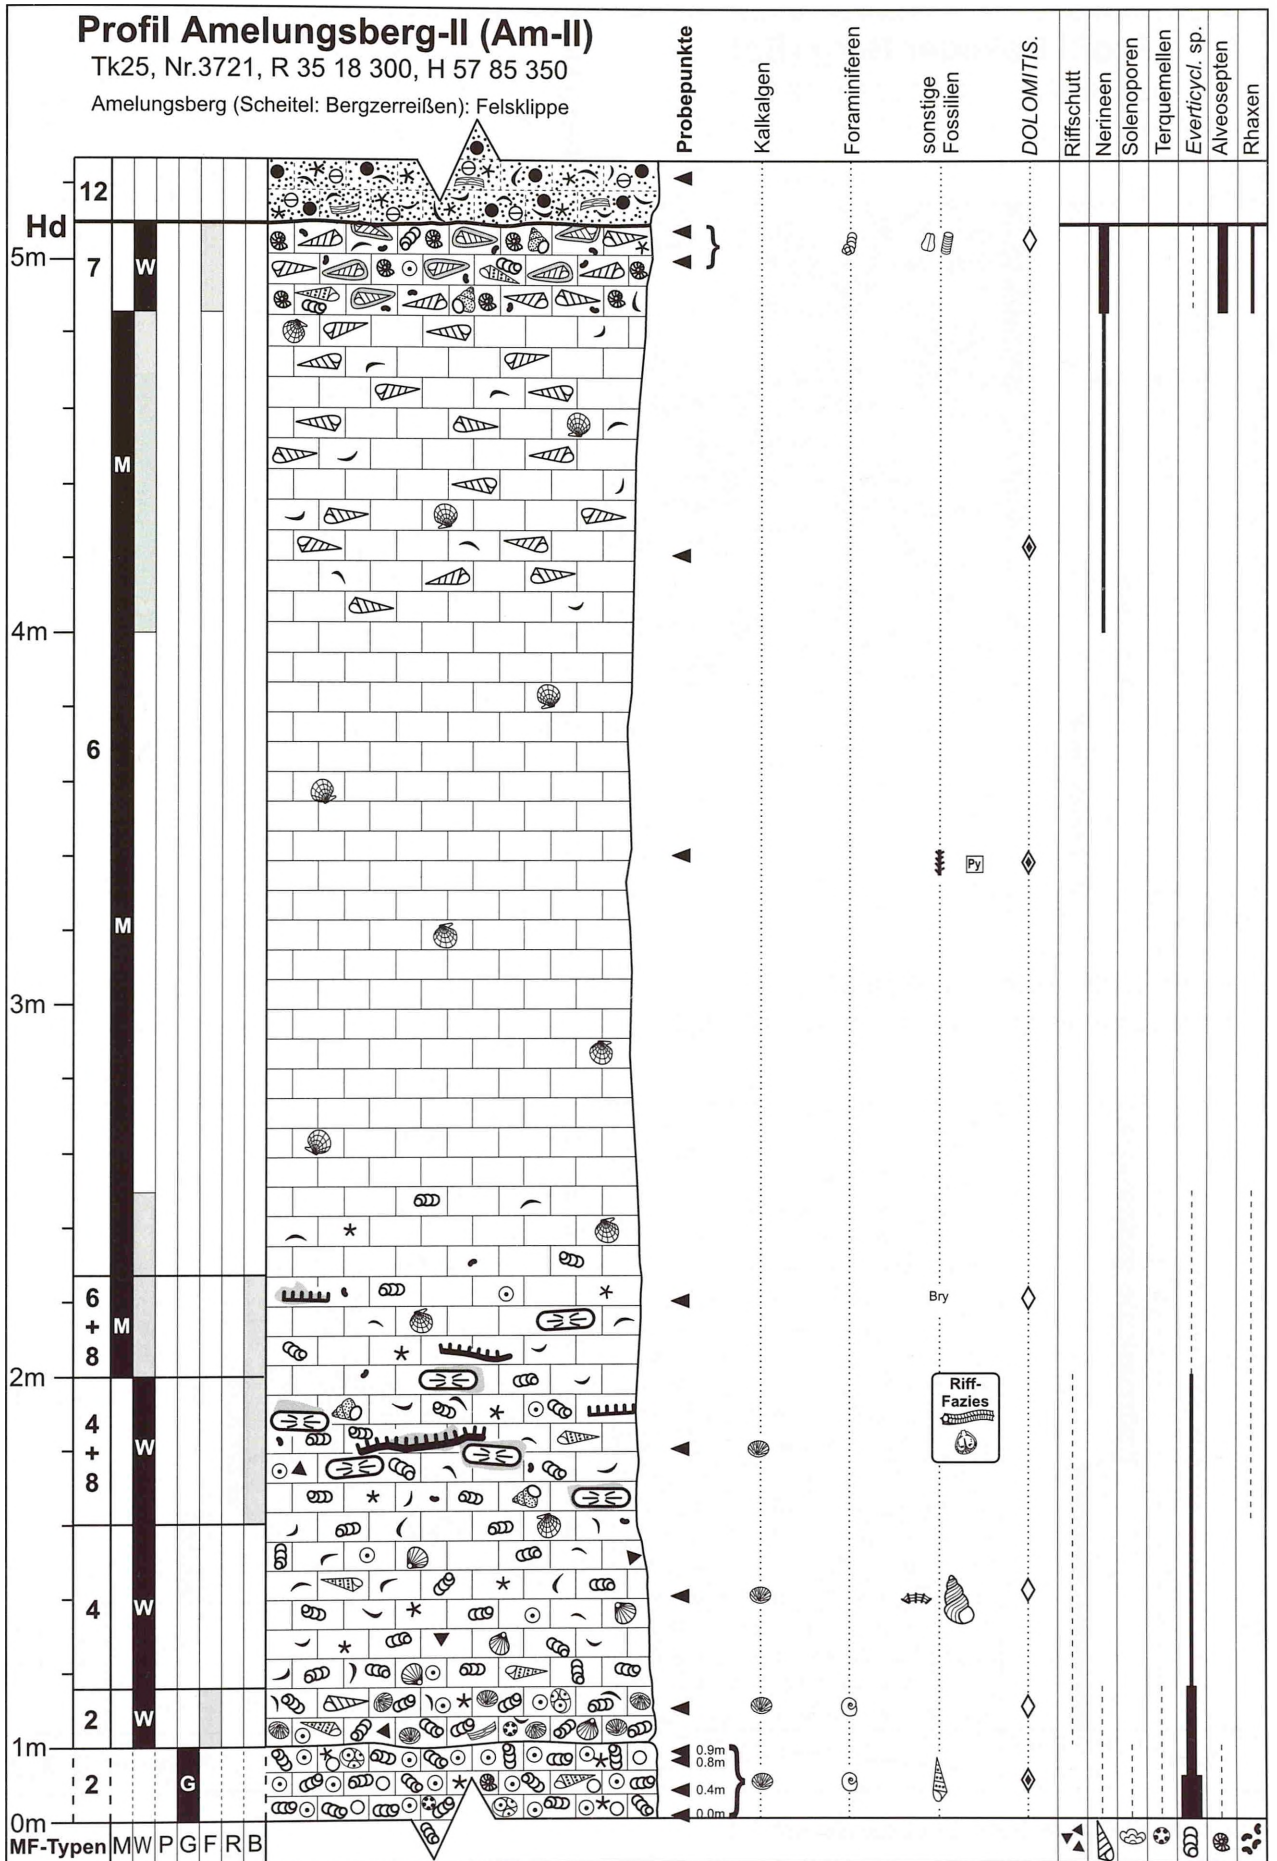 Profil Amelungsberg-II (Am-II)
Tk25, Nr.3721, R 35 18 300, H 57 85 350
Amelungsberg (Scheitel: Bergzerreißen): Felsklippe
Probepunkte
Kalkalgen
Foraminiferen
sonstige
Fossilien
DOLOMITIS.
Riffschutt
Nerineen
Solenoporen
Terquemellen
Everticycl. sp.
Alveosepten
Rhaxen
12
Hd
5m
7
W
M
4m
6
M
3m
6
+
8
M
Bry
Py
2m
4
+
8
W
Riff-
Fazies
4
W
2
W
1m
2
G
0.9m
0.8m
0.4m
0.0m
0m
MF-Typen M W P G F R B